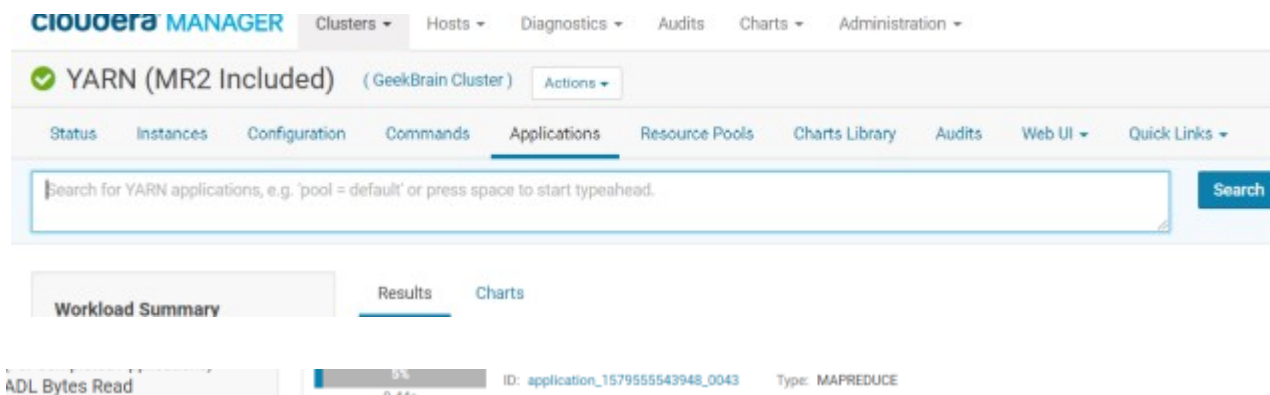 cloudera MANAGER Clusters Hosts Diagnostics Audits Charts Administration
YARN (MR2 Included) ( GeekBrain Cluster ) Actions
Status Instances Configuration Commands Applications Resource Pools Charts Library Audits Web UI Quick Links
Search for YARN applications, e.g. 'pool = default' or press space to start typeahead. Search
Results Charts
Workload Summary
ADL Bytes Read 5% ID: application_1579555543948_0043 Type: MAPREDUCE